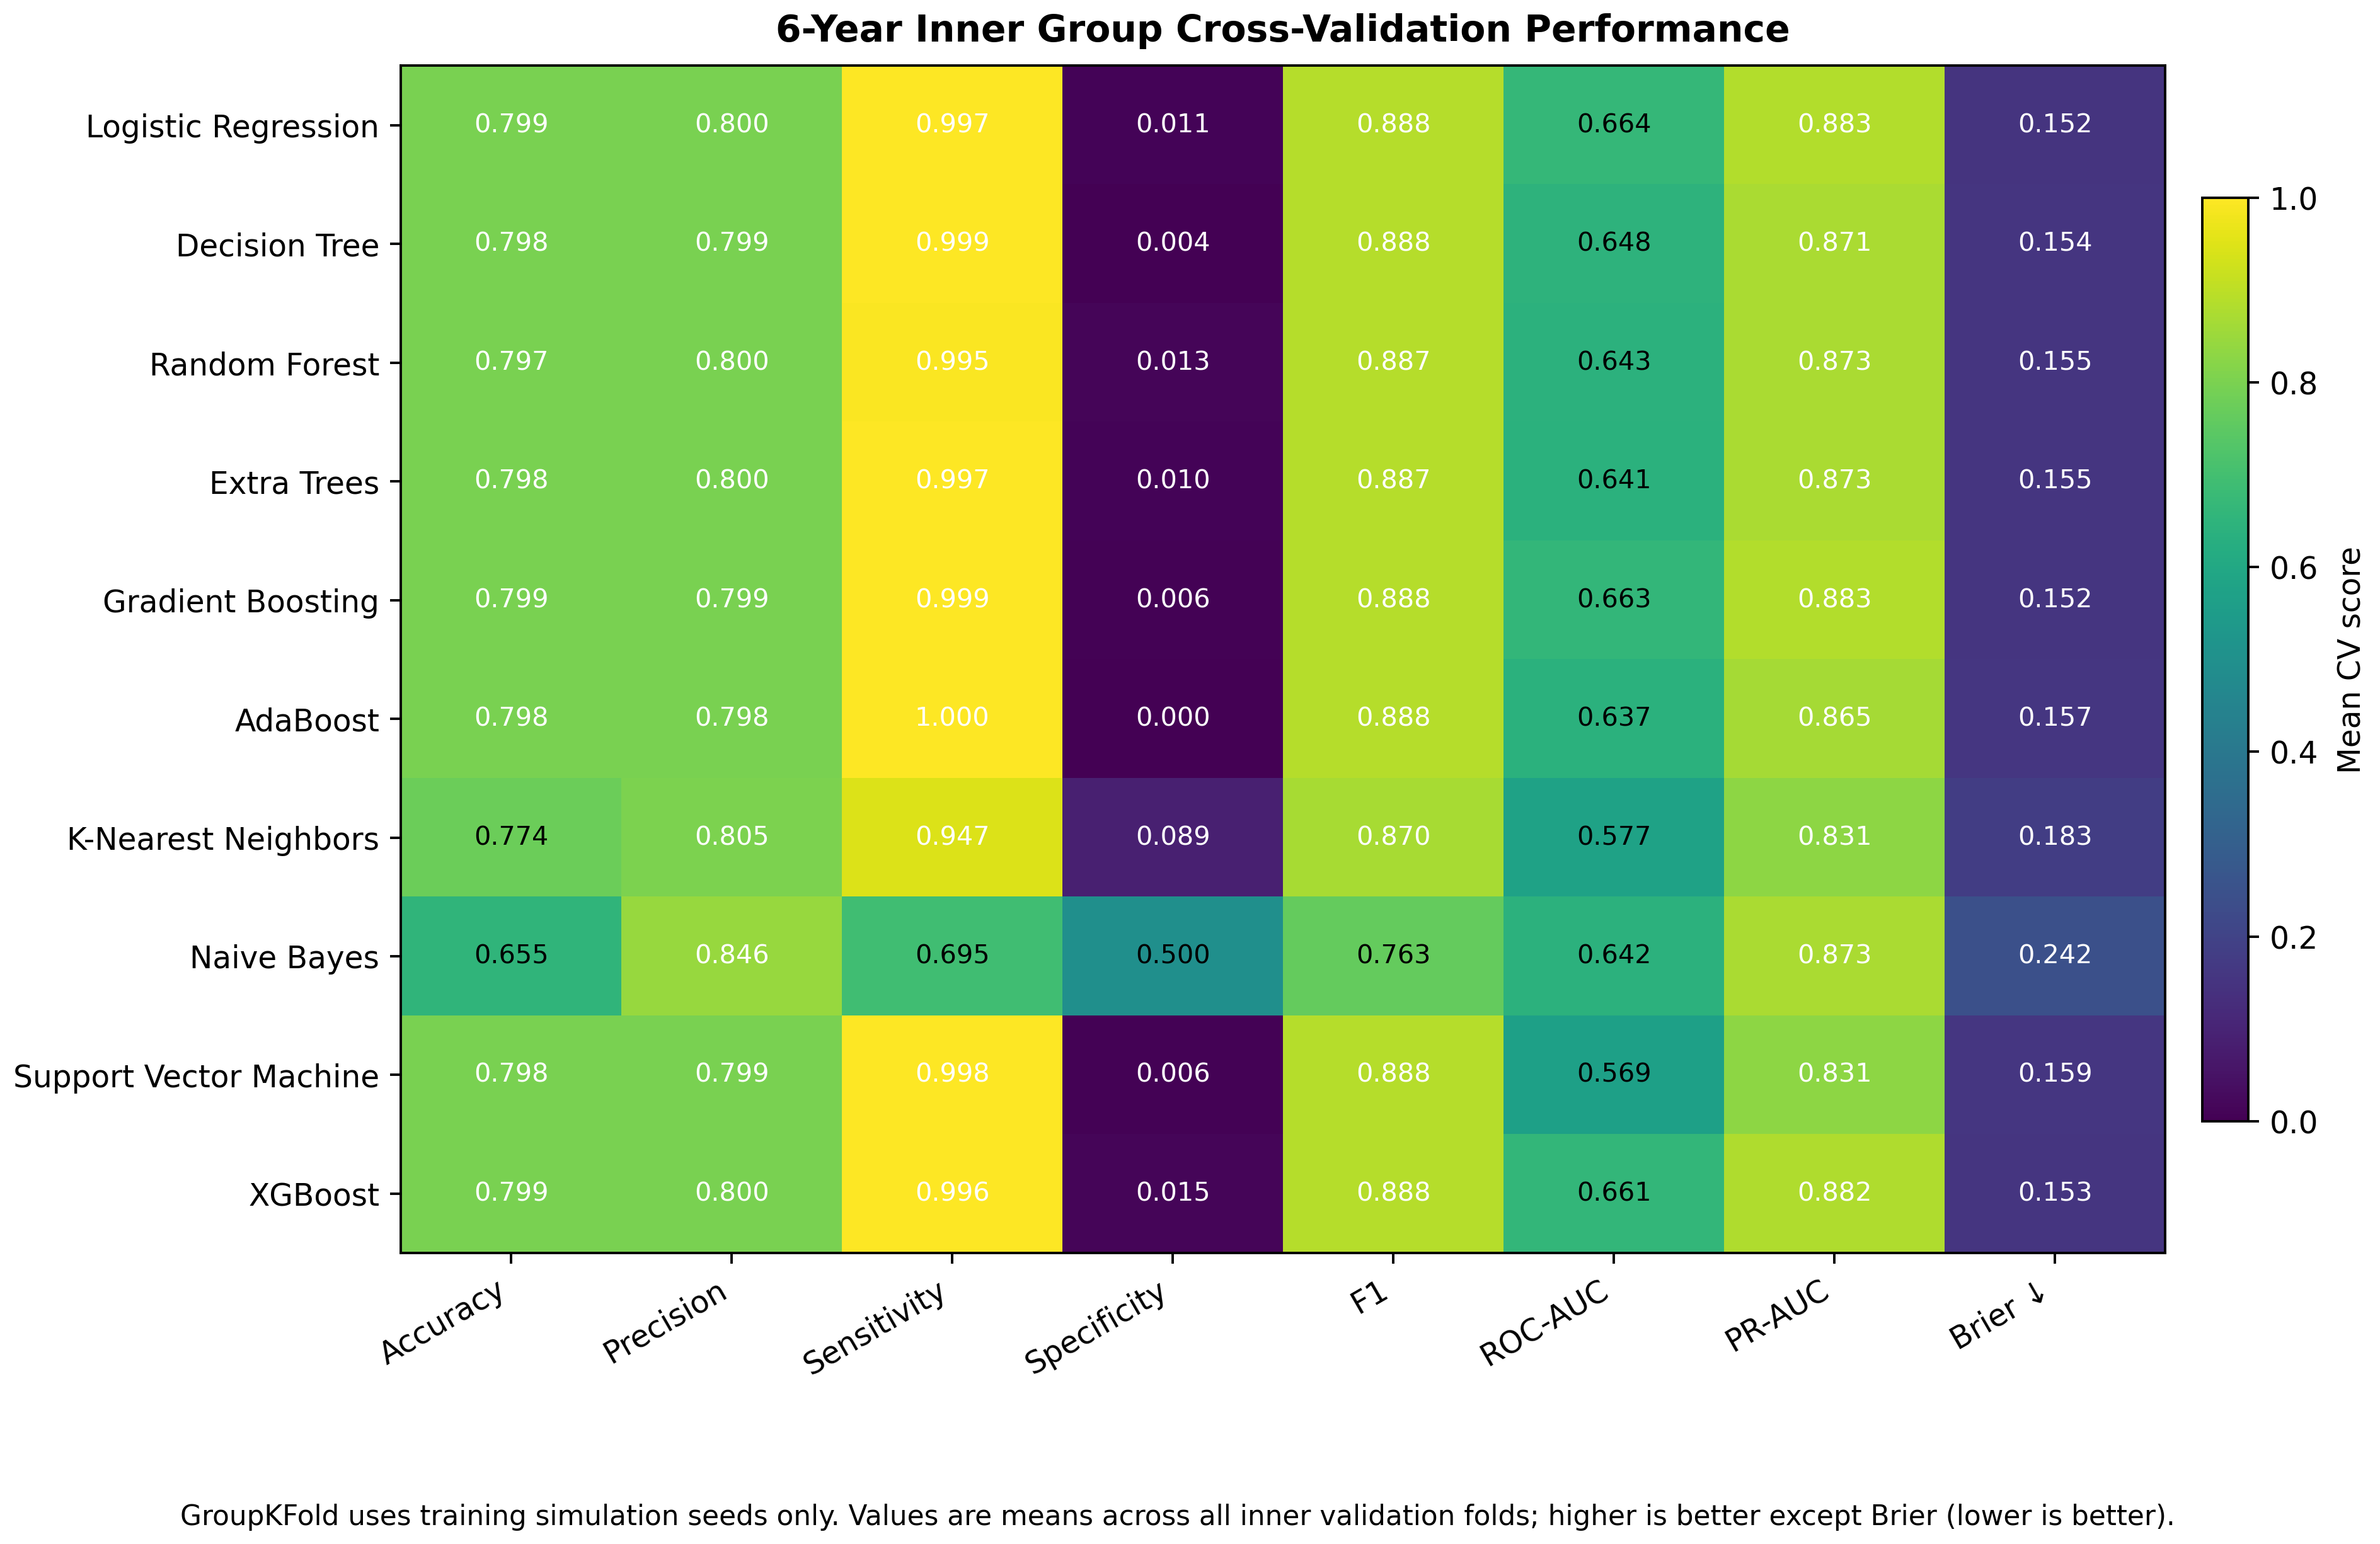 6-Year Inner Group Cross-Validation Performance
Logistic Regression 0.799 0.800 0.997 0.011 0.888 0.664 0.883 0.152
Decision Tree 0.798 0.799 0.999 0.004 0.888 0.648 0.871 0.154
Random Forest 0.797 0.800 0.995 0.013 0.887 0.643 0.873 0.155
Extra Trees 0.798 0.800 0.997 0.010 0.887 0.641 0.873 0.155
Gradient Boosting 0.799 0.799 0.999 0.006 0.888 0.663 0.883 0.152
AdaBoost 0.798 0.798 1.000 0.000 0.888 0.637 0.865 0.157
K-Nearest Neighbors 0.774 0.805 0.947 0.089 0.870 0.577 0.831 0.183
Naive Bayes 0.655 0.846 0.695 0.500 0.763 0.642 0.873 0.242
Support Vector Machine 0.798 0.799 0.998 0.006 0.888 0.569 0.831 0.159
XGBoost 0.799 0.800 0.996 0.015 0.888 0.661 0.882 0.153
Accuracy Precision Sensitivity Specificity F1 ROC-AUC PR-AUC Brier ↓
1.0
0.8
0.6
0.4
0.2
0.0
Mean CV score
GroupKFold uses training simulation seeds only. Values are means across all inner validation folds; higher is better except Brier (lower is better).